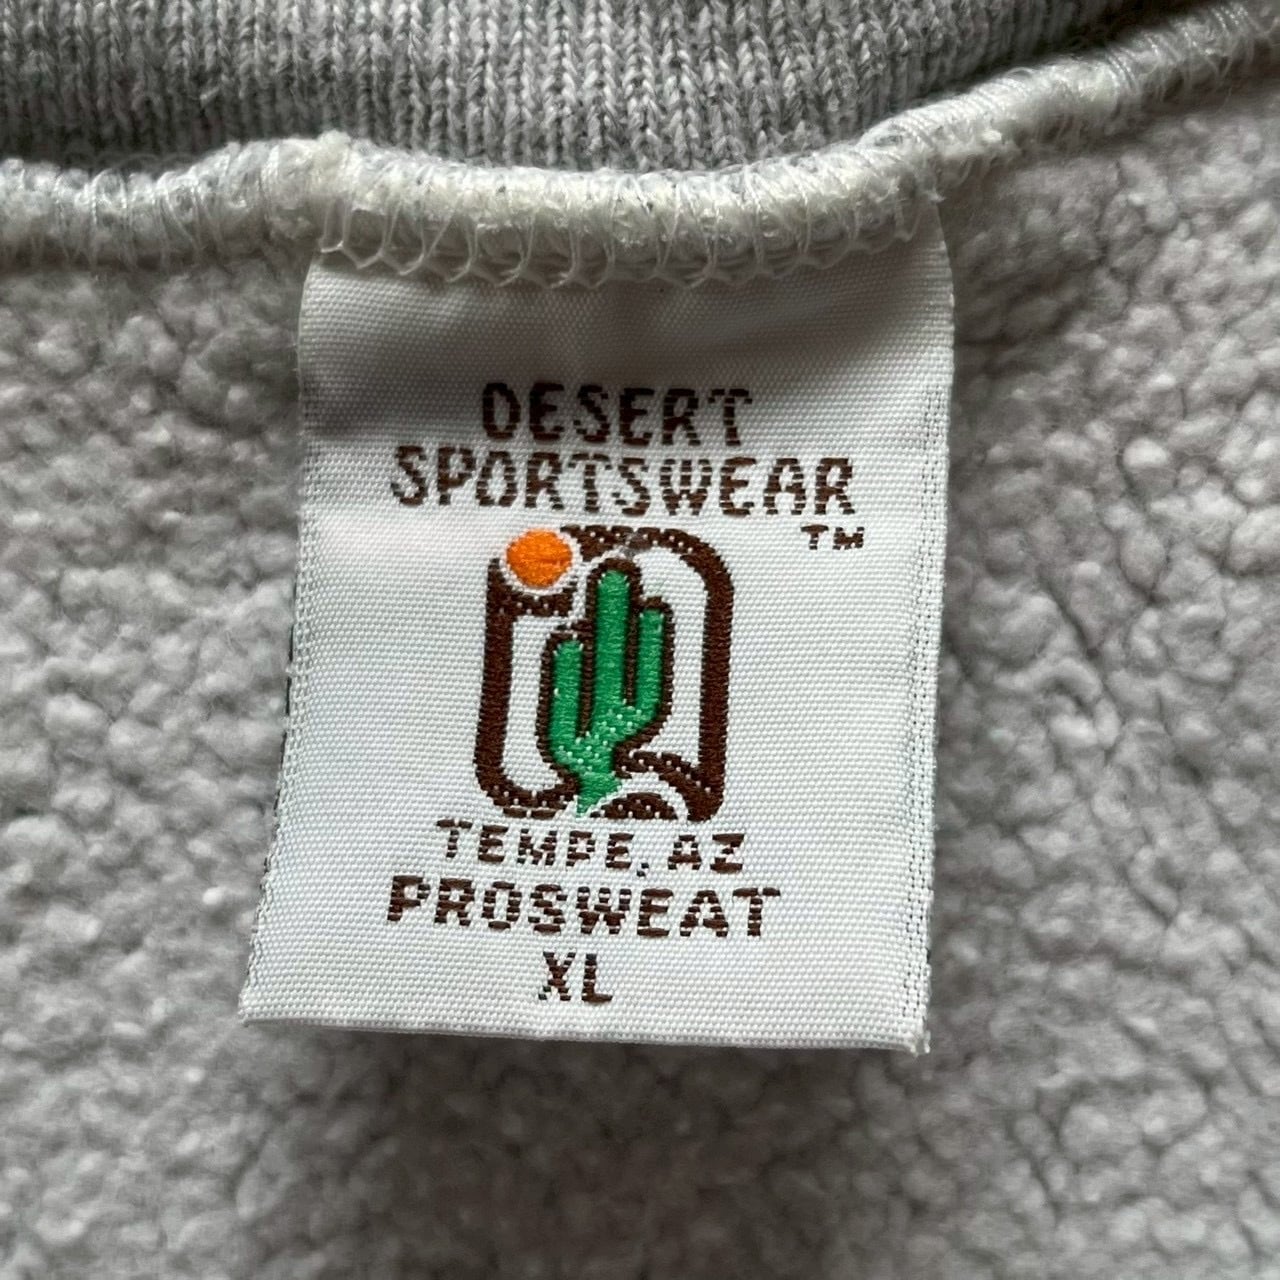 DESERT
SPORTSWEAR
TM
TEMPE, AZ
PROSWEAT
XL